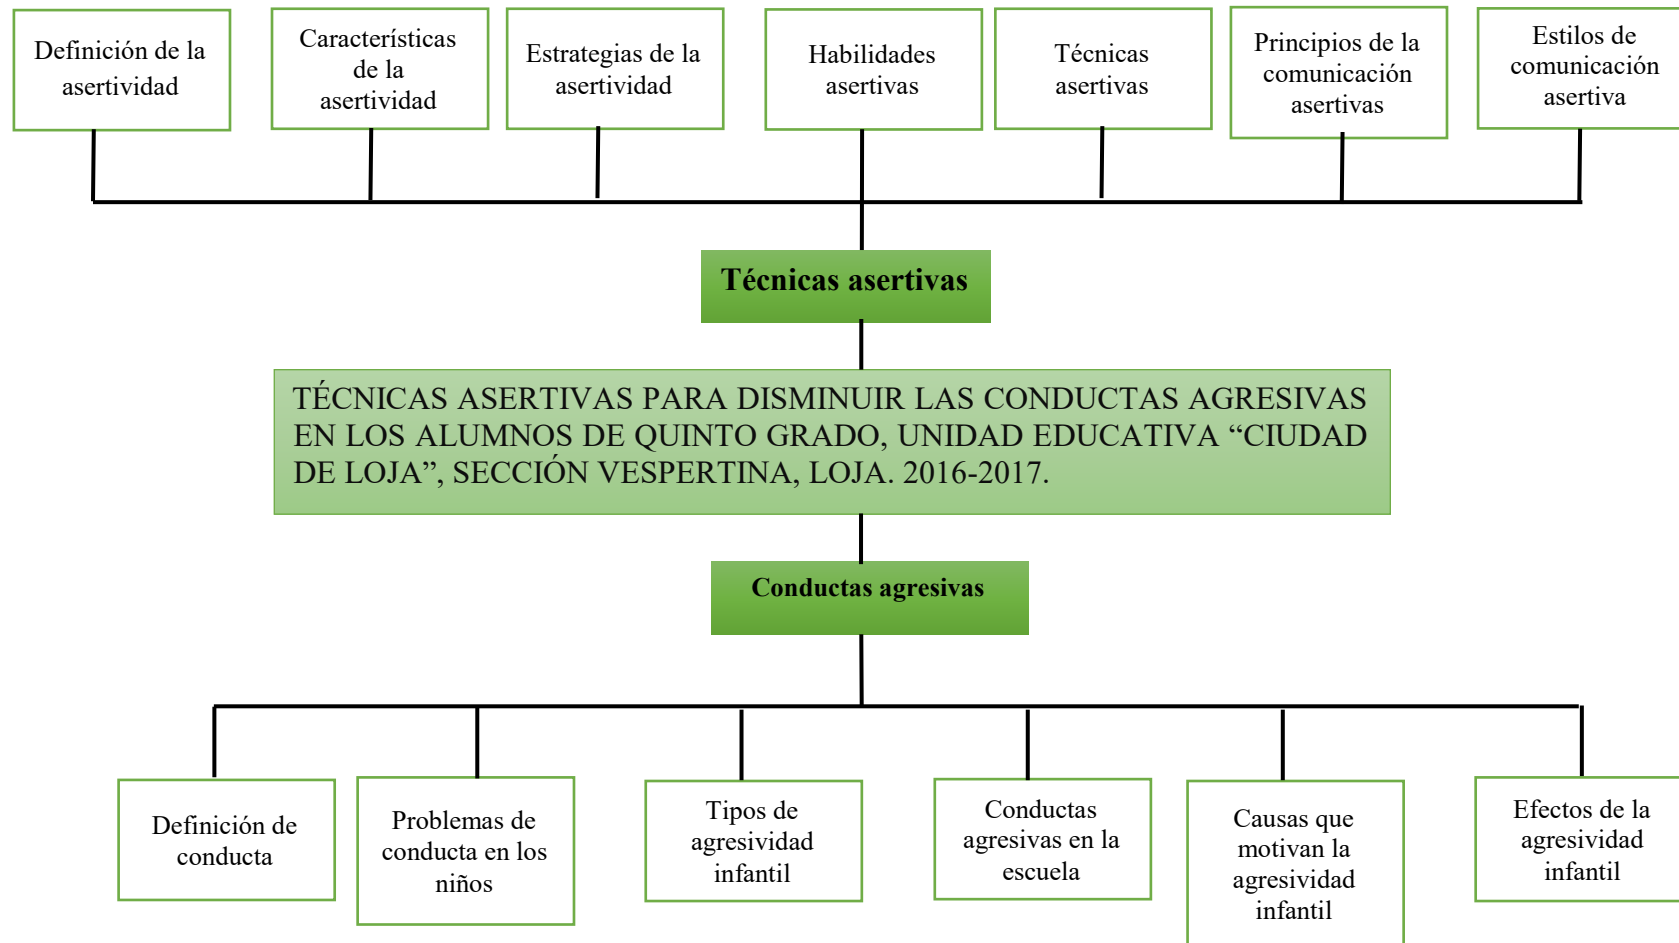 Definición de la
asertividad
Características
de la
asertividad
Estrategias de la
asertividad
Habilidades
asertivas
Técnicas
asertivas
Principios de la
comunicación
asertivas
Estilos de
comunicación
asertiva
Técnicas asertivas
TÉCNICAS ASERTIVAS PARA DISMINUIR LAS CONDUCTAS AGRESIVAS
EN LOS ALUMNOS DE QUINTO GRADO, UNIDAD EDUCATIVA “CIUDAD
DE LOJA”, SECCIÓN VESPERTINA, LOJA. 2016-2017.
Conductas agresivas
Definición de
conducta
Problemas de
conducta en los
niños
Tipos de
agresividad
infantil
Conductas
agresivas en la
escuela
Causas que
motivan la
agresividad
infantil
Efectos de la
agresividad
infantil